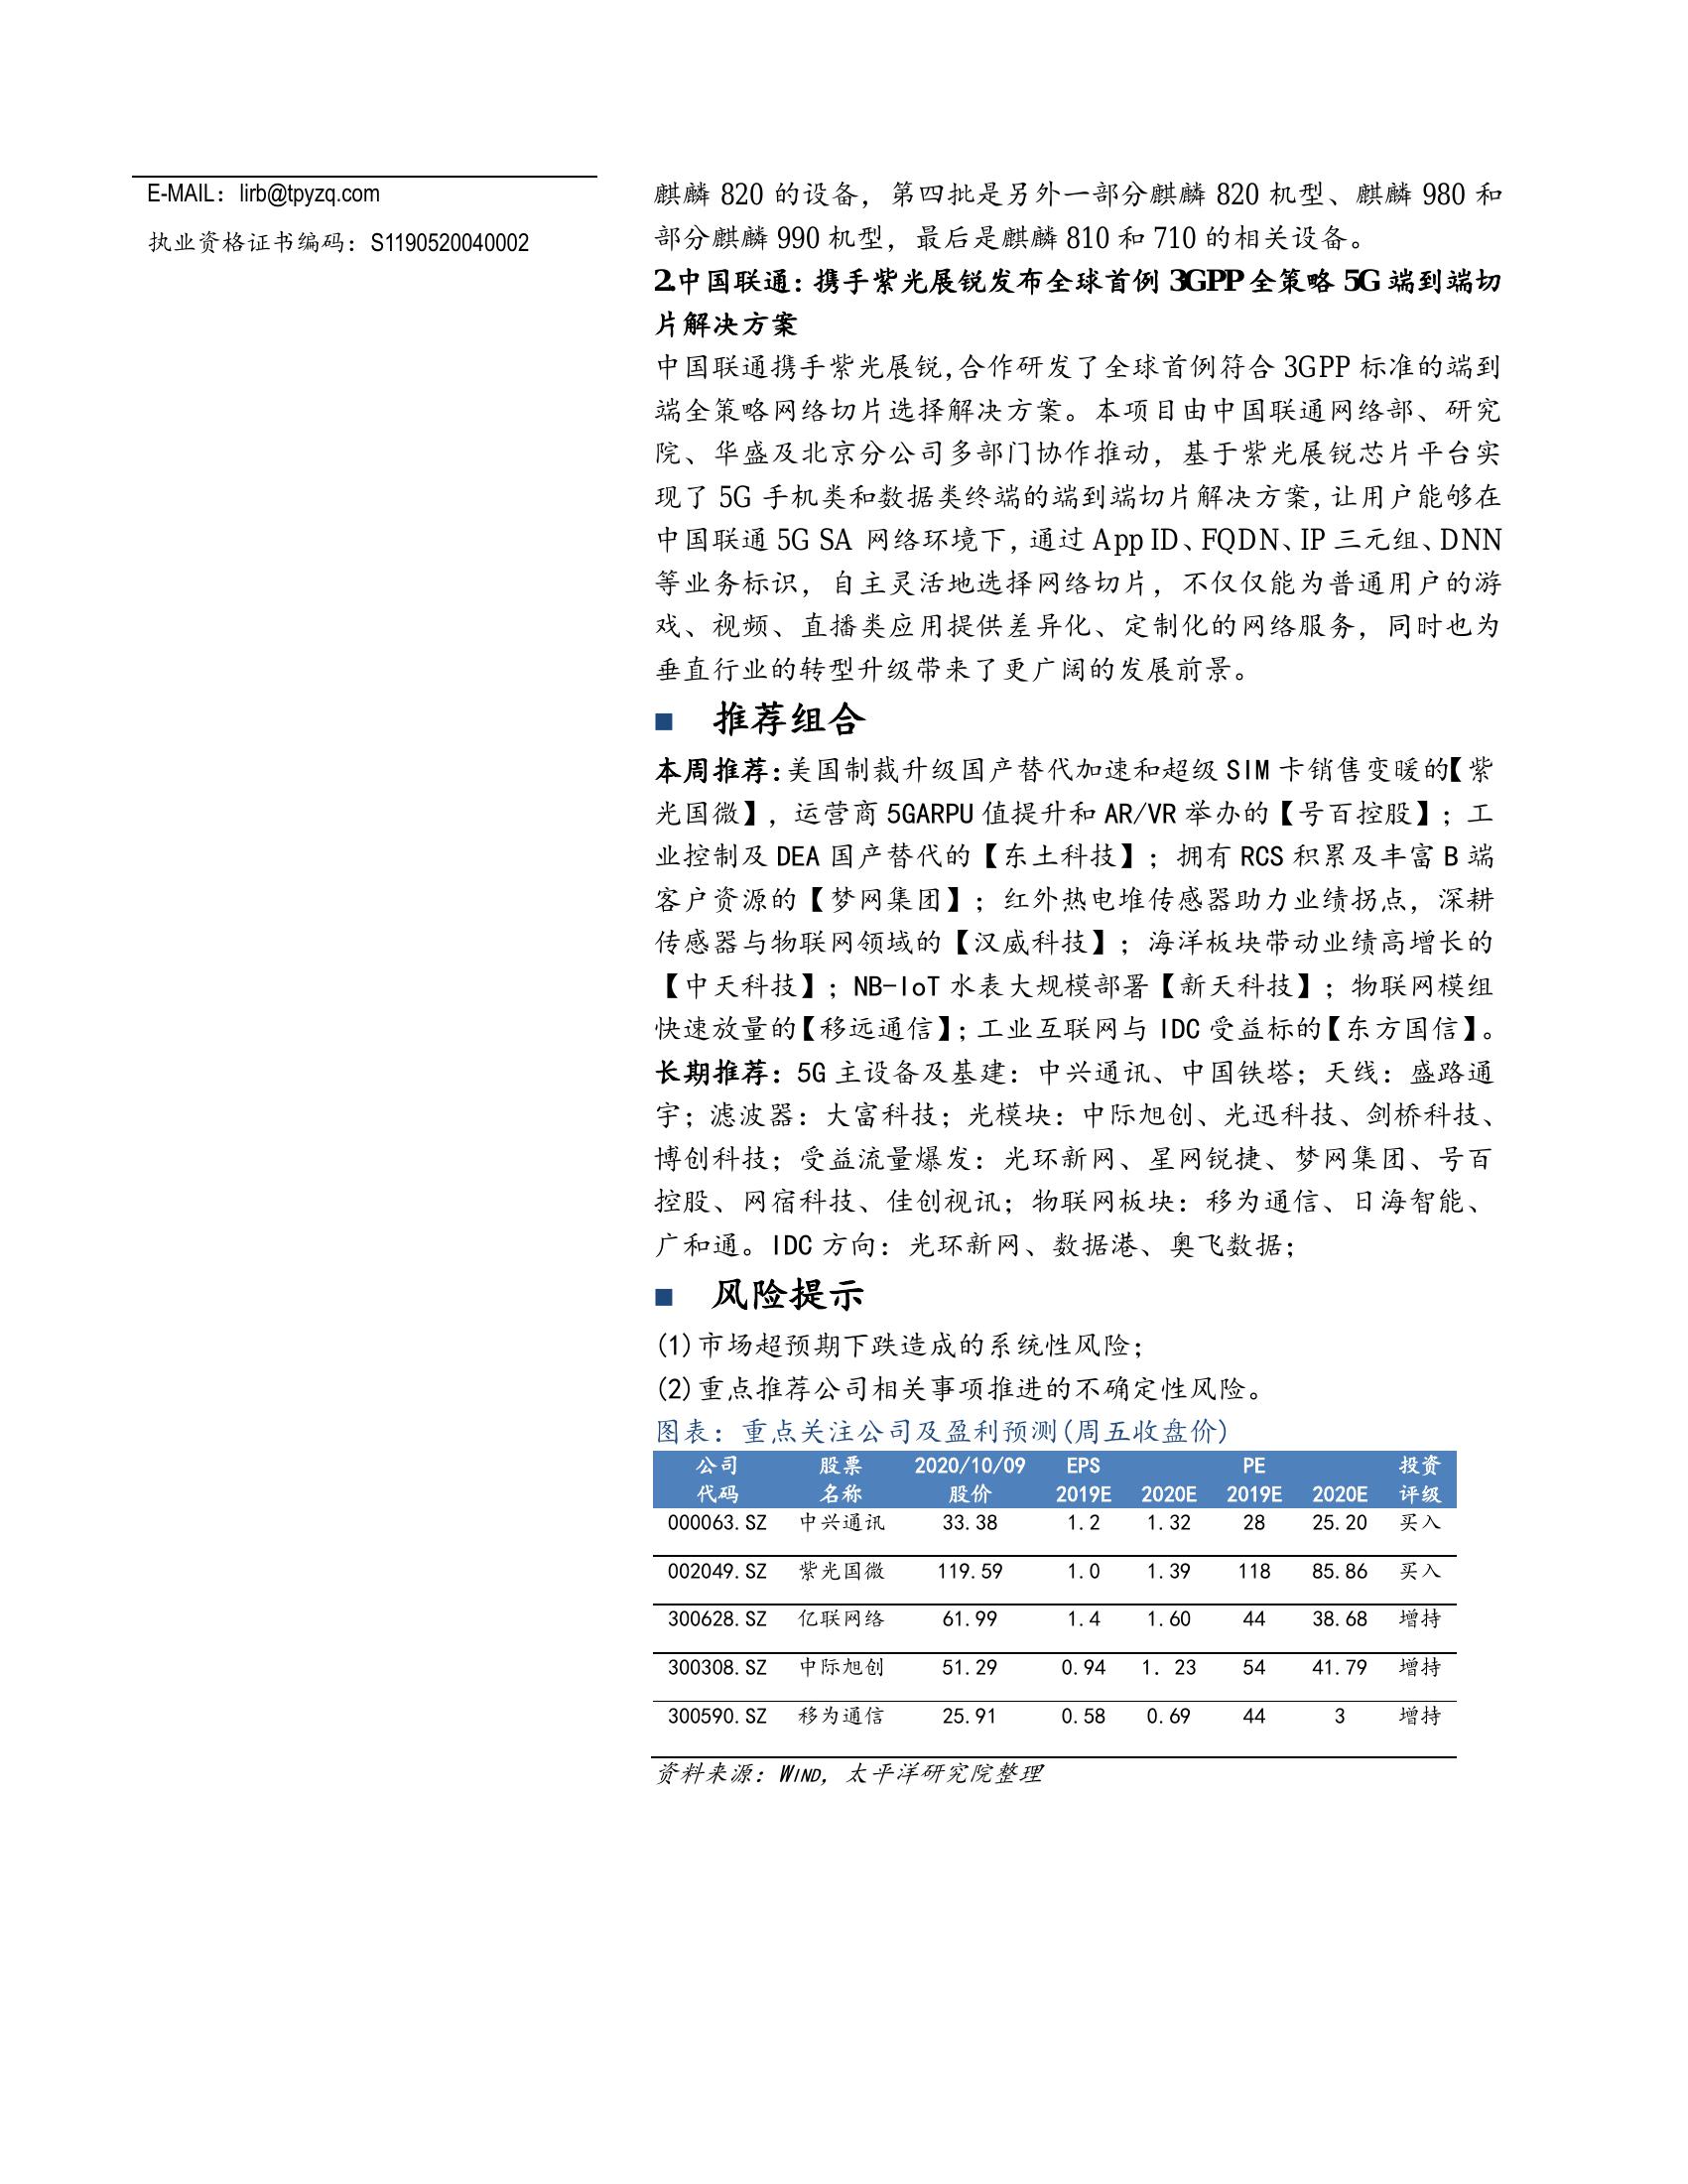 E-MAIL：lirb@tpyzq.com
执业资格证书编码：S1190520040002
麒麟 820 的设备，第四批是另外一部分麒麟 820 机型、麒麟 980 和
部分麒麟 990 机型，最后是麒麟 810 和 710 的相关设备。
2.中国联通：携手紫光展锐发布全球首例 3GPP 全策略 5G 端到端切
片解决方案
中国联通携手紫光展锐,合作研发了全球首例符合 3GPP 标准的端到
端全策略网络切片选择解决方案。本项目由中国联通网络部、研究
院、华盛及北京分公司多部门协作推动，基于紫光展锐芯片平台实
现了 5G 手机类和数据类终端的端到端切片解决方案,让用户能够在
中国联通 5G SA 网络环境下,通过 App ID、FQDN、IP 三元组、DNN
等业务标识，自主灵活地选择网络切片，不仅仅能为普通用户的游
戏、视频、直播类应用提供差异化、定制化的网络服务，同时也为
垂直行业的转型升级带来了更广阔的发展前景。
■ 推荐组合
本周推荐：美国制裁升级国产替代加速和超级 SIM 卡销售变暖的【紫
光国微】，运营商 5GARPU 值提升和 AR/VR 举办的【号百控股】；工
业控制及 DEA 国产替代的【东土科技】；拥有 RCS 积累及丰富 B 端
客户资源的【梦网集团】；红外热电堆传感器助力业绩拐点，深耕
传感器与物联网领域的【汉威科技】；海洋板块带动业绩高增长的
【中天科技】；NB-IoT 水表大规模部署【新天科技】；物联网模组
快速放量的【移远通信】；工业互联网与 IDC 受益标的【东方国信】。
长期推荐：5G 主设备及基建：中兴通讯、中国铁塔；天线：盛路通
宇；滤波器：大富科技；光模块：中际旭创、光迅科技、剑桥科技、
博创科技；受益流量爆发：光环新网、星网锐捷、梦网集团、号百
控股、网宿科技、佳创视讯；物联网板块：移为通信、日海智能、
广和通。IDC 方向：光环新网、数据港、奥飞数据；
■ 风险提示
(1)市场超预期下跌造成的系统性风险；
(2)重点推荐公司相关事项推进的不确定性风险。
图表：重点关注公司及盈利预测(周五收盘价)
公司 股票 2020/10/09 EPS PE 投资
代码 名称 股价 2019E 2020E 2019E 2020E 评级
000063.SZ 中兴通讯 33.38 1.2 1.32 28 25.20 买入
002049.SZ 紫光国微 119.59 1.0 1.39 118 85.86 买入
300628.SZ 亿联网络 61.99 1.4 1.60 44 38.68 增持
300308.SZ 中际旭创 51.29 0.94 1. 23 54 41.79 增持
300590.SZ 移为通信 25.91 0.58 0.69 44 3 增持
资料来源：WIND，太平洋研究院整理